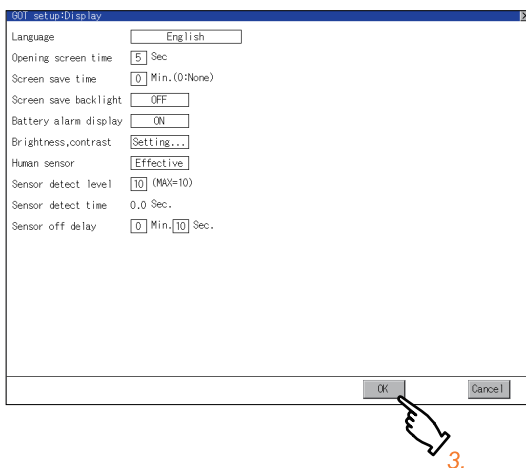 GOT setup:Display
Language English
Opening screen time 5 Sec
Screen save time 0 Min.(0:None)
Screen save backlight OFF
Battery alarm display ON
Brightness,contrast Setting...
Human sensor Effective
Sensor detect level 10 (MAX=10)
Sensor detect time 0.0 Sec.
Sensor off delay 0 Min. 10 Sec.
OK Cancel
3.